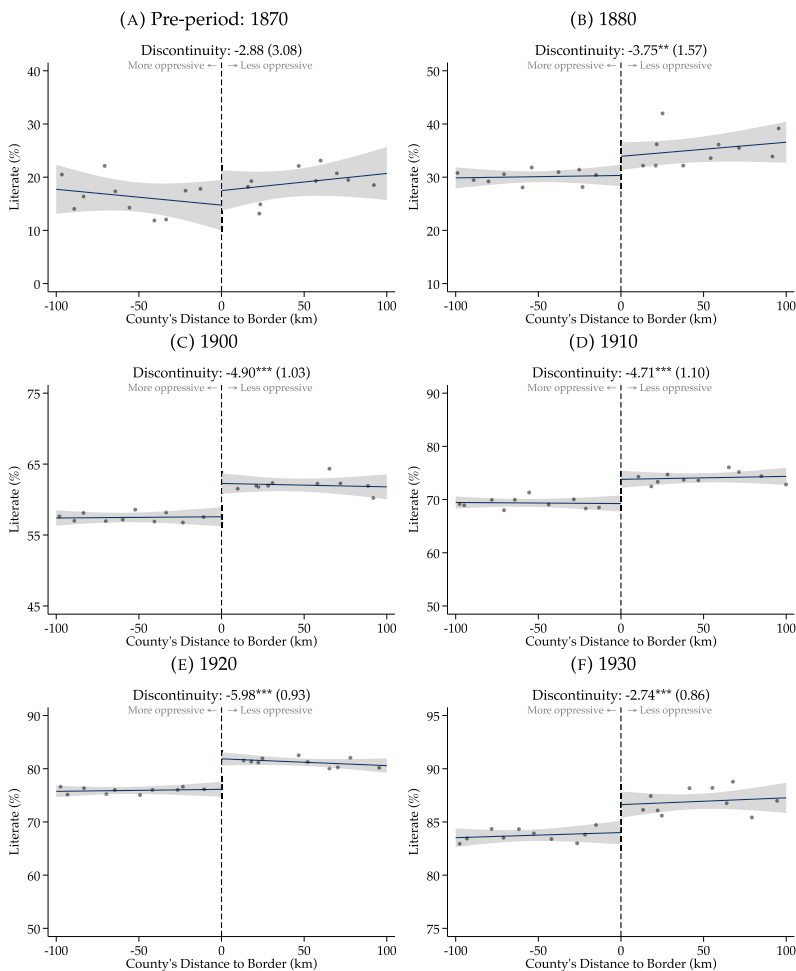 (A) Pre-period: 1870
Discontinuity: -2.88 (3.08)
More oppressive ← → Less oppressive
Literate (%)
40
30
20
10
0
-100 -50 0 50 100
County's Distance to Border (km)
(B) 1880
Discontinuity: -3.75** (1.57)
More oppressive ← → Less oppressive
Literate (%)
50
40
30
20
10
-100 -50 0 50 100
County's Distance to Border (km)
(C) 1900
Discontinuity: -4.90*** (1.03)
More oppressive ← → Less oppressive
Literate (%)
75
65
55
45
-100 -50 0 50 100
County's Distance to Border (km)
(D) 1910
Discontinuity: -4.71*** (1.10)
More oppressive ← → Less oppressive
Literate (%)
90
80
70
60
50
-100 -50 0 50 100
County's Distance to Border (km)
(E) 1920
Discontinuity: -5.98*** (0.93)
More oppressive ← → Less oppressive
Literate (%)
90
80
70
60
50
-100 -50 0 50 100
County's Distance to Border (km)
(F) 1930
Discontinuity: -2.74*** (0.86)
More oppressive ← → Less oppressive
Literate (%)
95
90
85
80
75
-100 -50 0 50 100
County's Distance to Border (km)